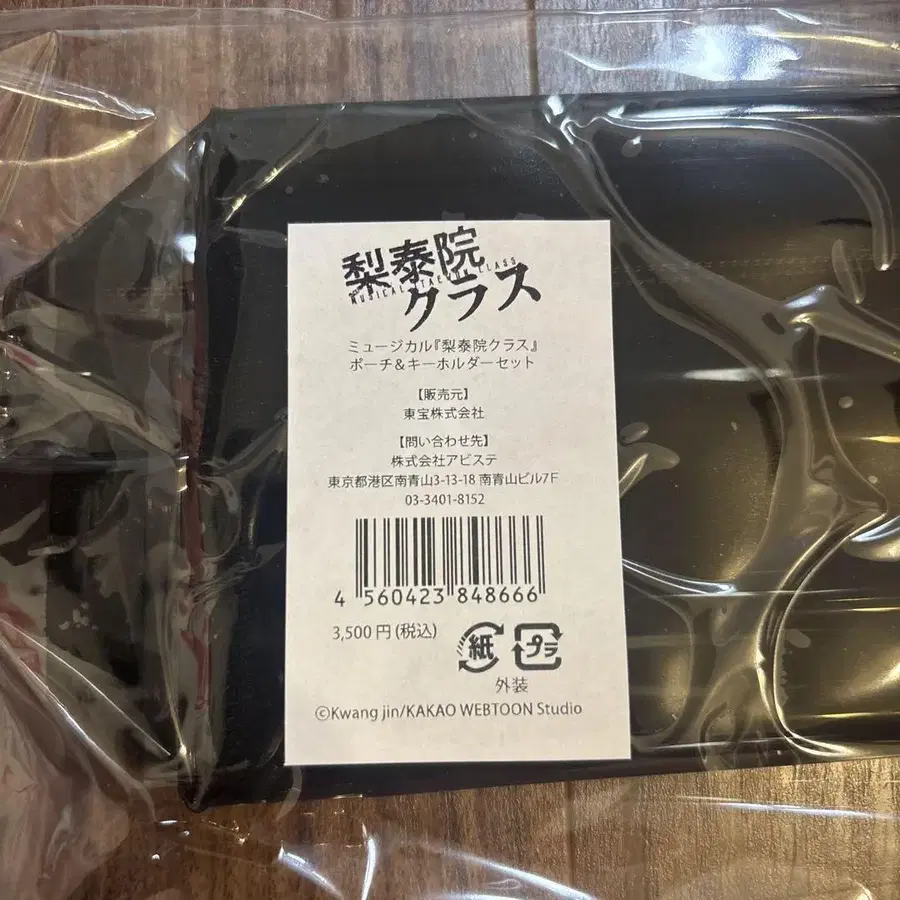 梨泰院
MUSICAL ITAEWON CLASS
クラス
ミュージカル『梨泰院クラス』
ポーチ&キーホルダーセット
【販売元】
東宝株式会社
【問い合わせ先】
株式会社アビステ
東京都港区南青山3-13-18 南青山ビル7F
03-3401-8152
4 560423 848666
3,500円(税込)
紙 プラ
外装
©Kwang jin/KAKAO WEBTOON Studio